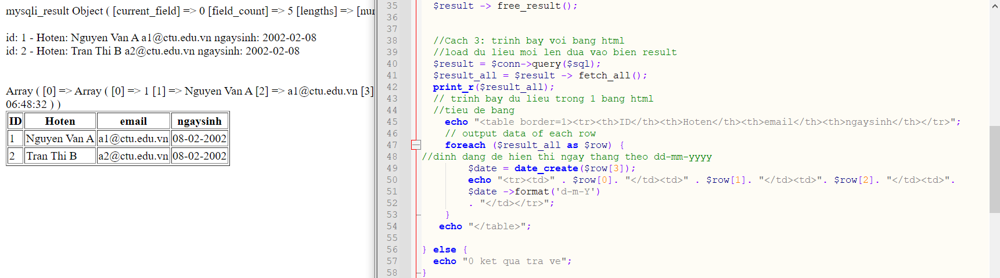 mysqli_result Object ( [current_field] => 0 [field_count] => 5 [lengths] => [nur
id: 1 - Hoten: Nguyen Van A a1@ctu.edu.vn ngaysinh: 2002-02-08
id: 2 - Hoten: Tran Thi B a2@ctu.edu.vn ngaysinh: 2002-02-08
Array ( [0] => Array ( [0] => 1 [1] => Nguyen Van A [2] => a1@ctu.edu.vn [3]
06:48:32 ) )
ID Hoten email ngaysinh
1 Nguyen Van A a1@ctu.edu.vn 08-02-2002
2 Tran Thi B a2@ctu.edu.vn 08-02-2002
35 $result -> free_result();
36
37
38 //Cach 3: trinh bay voi bang html
39 //load du lieu moi len dua vao bien result
40 $result = $conn->query($sql);
41 $result_all = $result -> fetch_all();
42 print_r($result_all);
43 // trinh bay du lieu trong 1 bang html
44 //tieu de bang
45 echo "<table border=1><tr><th>ID</th><th>Hoten</th><th>email</th><th>ngaysinh</th></tr>";
46 // output data of each row
47 foreach ($result_all as $row) {
48 //dinh dang de hien thi ngay thang theo dd-mm-yyyy
49 $date = date_create($row[3]);
50 echo "<tr><td>" . $row[0]. "</td><td>" . $row[1]. "</td><td>". $row[2]. "</td><td>".
51 $date ->format('d-m-Y')
52 . "</td></tr>";
53 }
54 echo "</table>";
55
56 } else {
57 echo "0 ket qua tra ve";
58 }